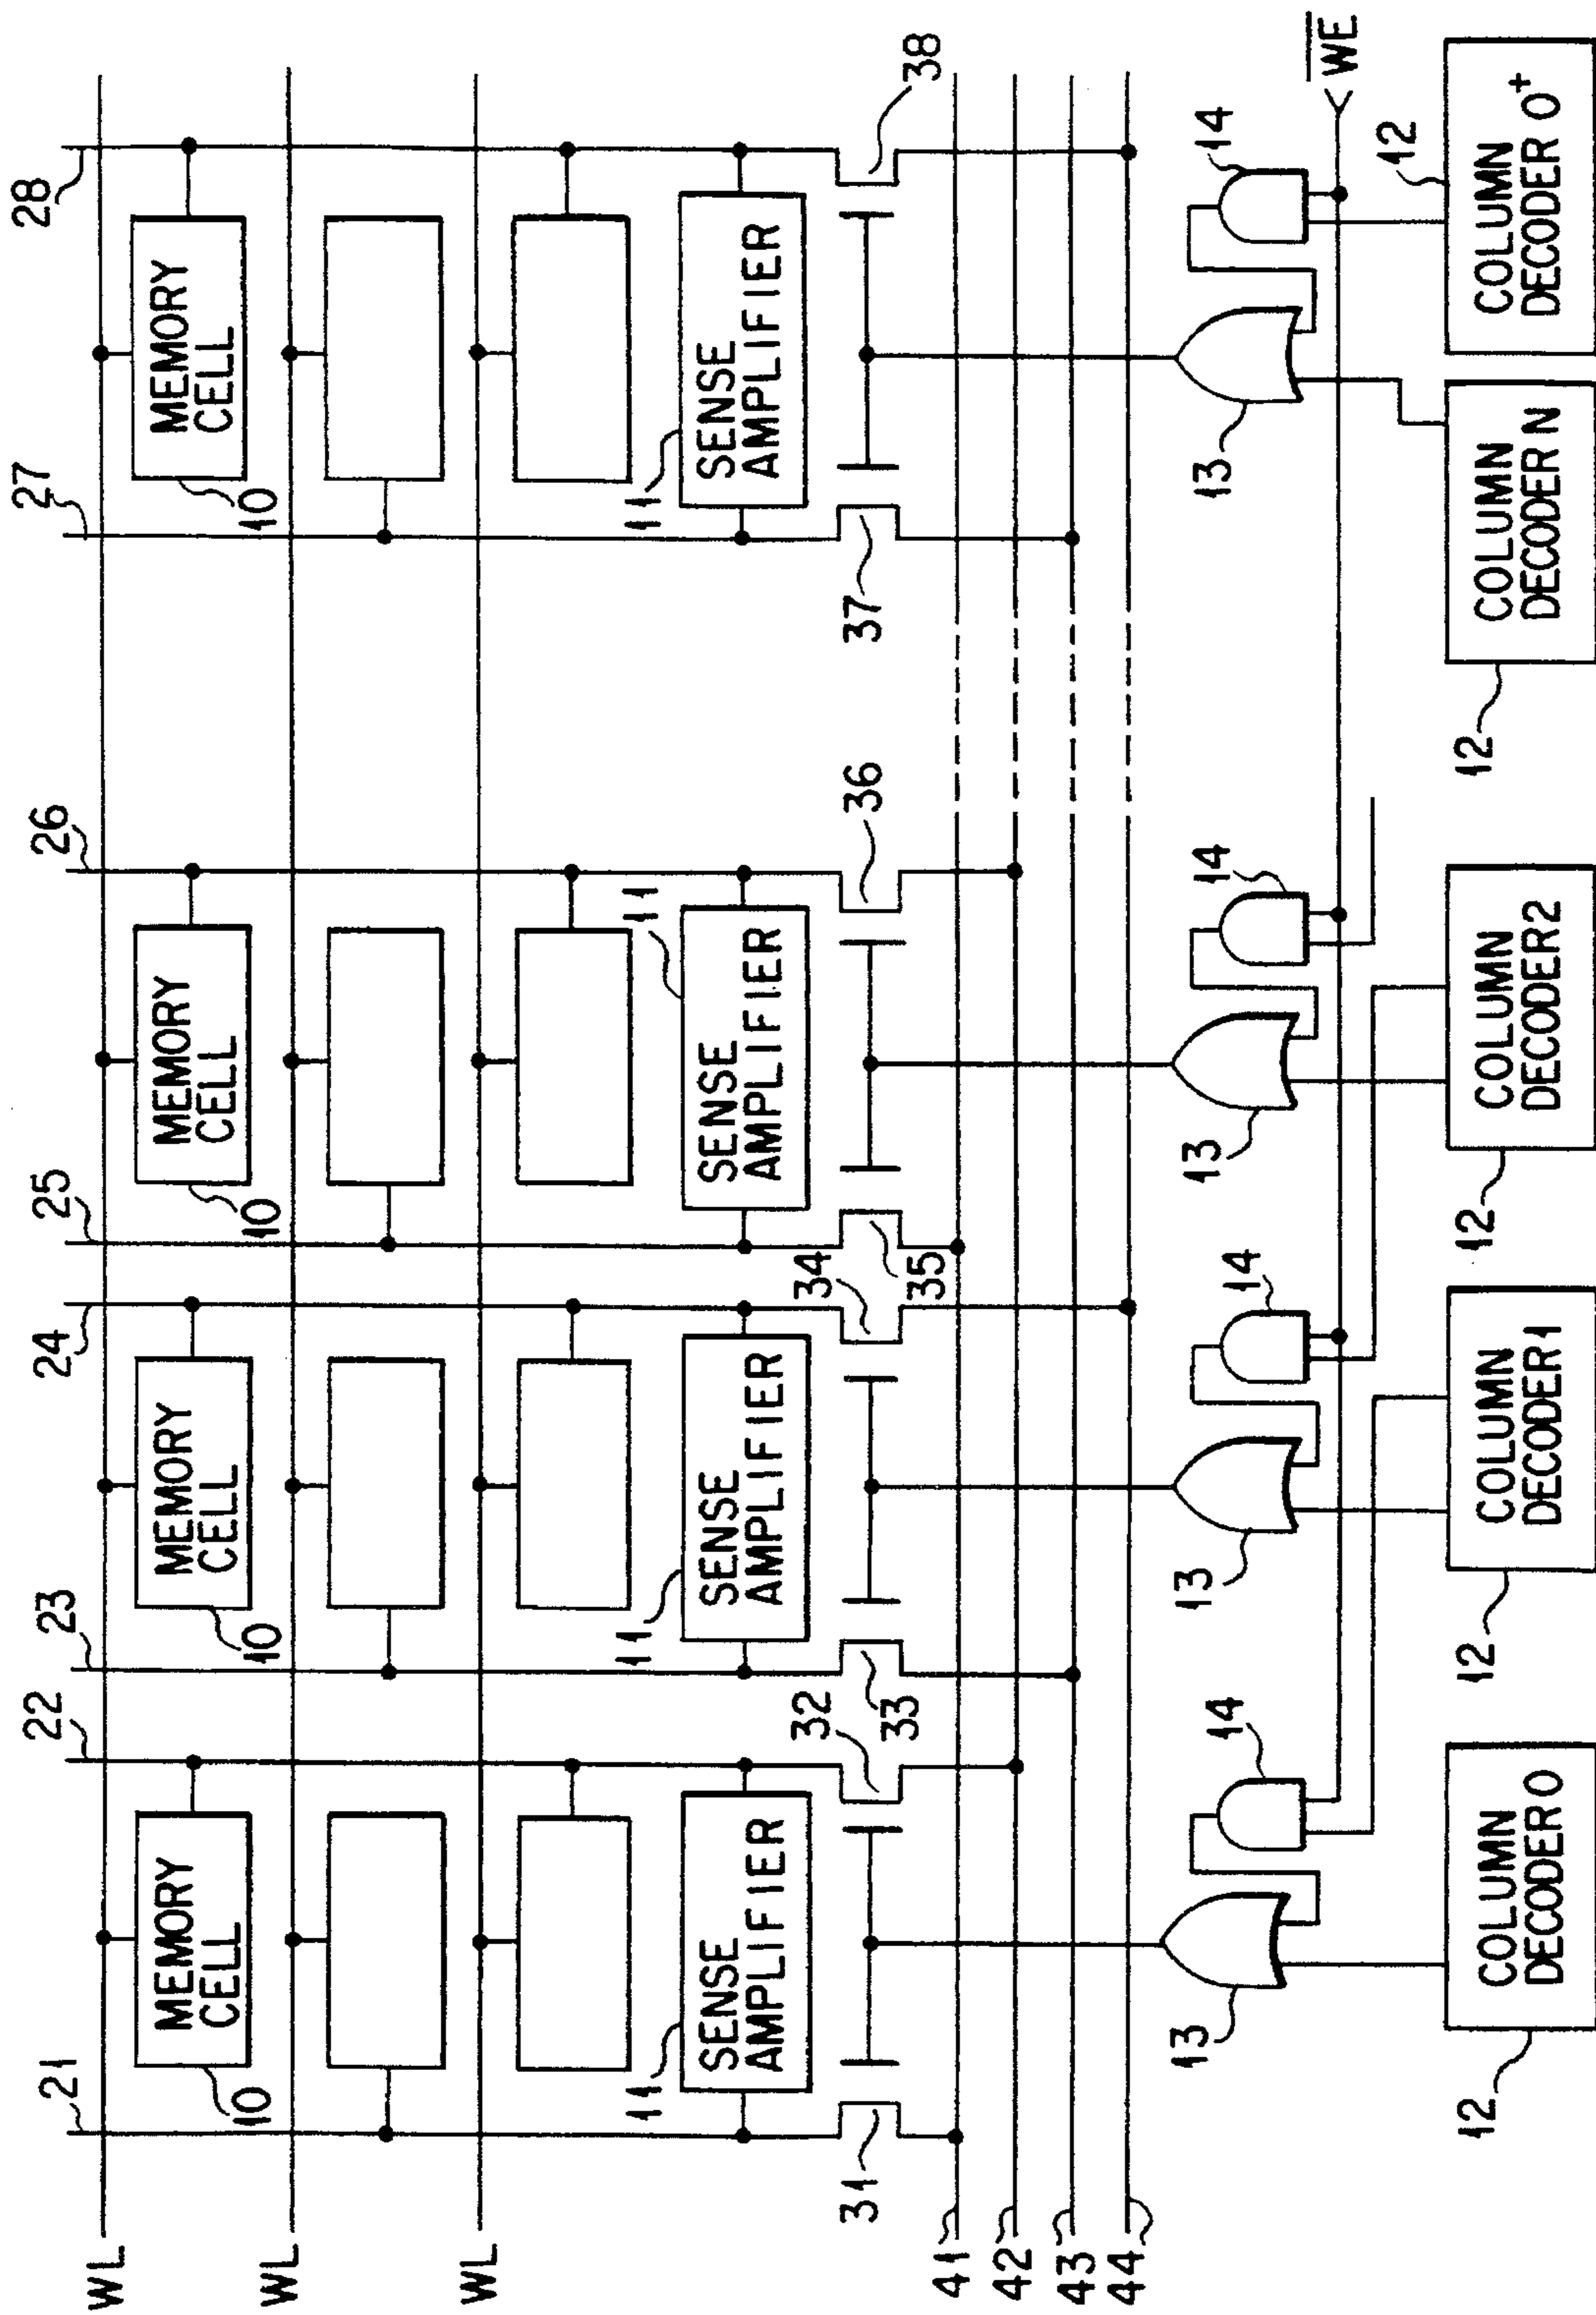 21
22
23
24
25
26
27
28
WL
MEMORY
CELL
10
MEMORY
CELL
10
MEMORY
CELL
10
MEMORY
CELL
10
WL
WL
11
SENSE
AMPLIFIER
11
SENSE
AMPLIFIER
11
SENSE
AMPLIFIER
11
SENSE
AMPLIFIER
31
32
33
34
35
36
37
38
41
42
43
44
13
14
13
14
13
14
13
14
WE
12
COLUMN
DECODER 0
12
COLUMN
DECODER 1
12
COLUMN
DECODER 2
12
COLUMN
DECODER N
12
COLUMN
DECODER 0+